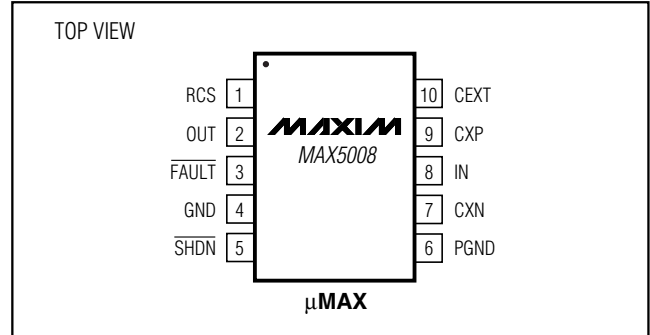 TOP VIEW
RCS 1
OUT 2
FAULT 3
GND 4
SHDN 5
MAXIM
MAX5008
10 CEXT
9 CXP
8 IN
7 CXN
6 PGND
µMAX